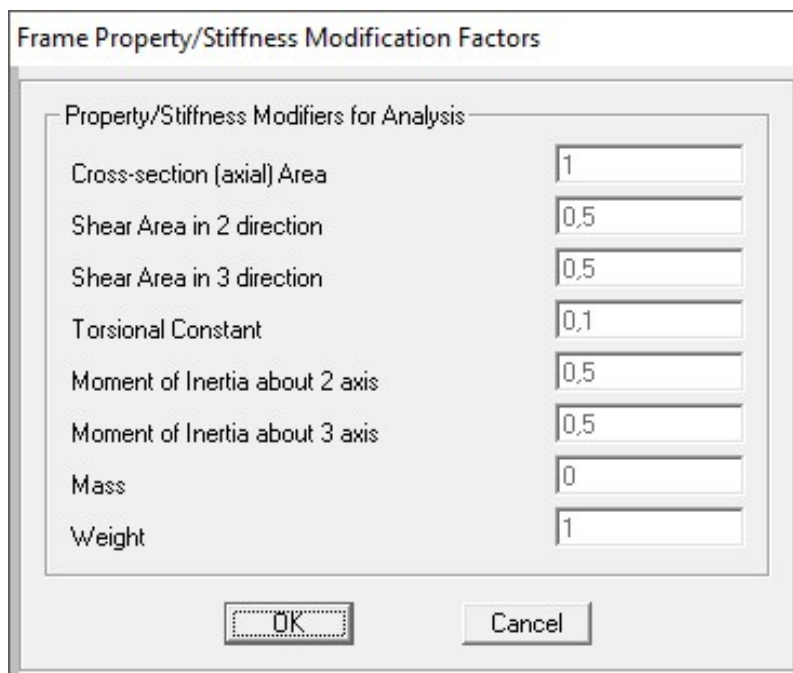 Frame Property/Stiffness Modification Factors
Property/Stiffness Modifiers for Analysis
Cross-section (axial) Area 1
Shear Area in 2 direction 0,5
Shear Area in 3 direction 0,5
Torsional Constant 0,1
Moment of Inertia about 2 axis 0,5
Moment of Inertia about 3 axis 0,5
Mass 0
Weight 1
OK Cancel